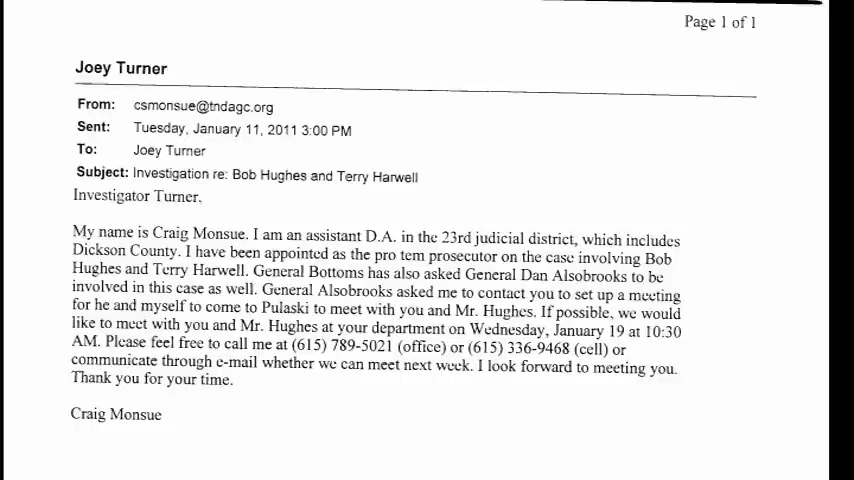 Page 1 of 1
Joey Turner
From: csmonsue@tndagc.org
Sent: Tuesday, January 11, 2011 3:00 PM
To: Joey Turner
Subject: Investigation re: Bob Hughes and Terry Harwell
Investigator Turner,
My name is Craig Monsue. I am an assistant D.A. in the 23rd judicial district, which includes
Dickson County. I have been appointed as the pro tem prosecutor on the case involving Bob
Hughes and Terry Harwell. General Bottoms has also asked General Dan Alsobrooks to be
involved in this case as well. General Alsobrooks asked me to contact you to set up a meeting
for he and myself to come to Pulaski to meet with you and Mr. Hughes. If possible, we would
like to meet with you and Mr. Hughes at your department on Wednesday, January 19 at 10:30
AM. Please feel free to call me at (615) 789-5021 (office) or (615) 336-9468 (cell) or
communicate through e-mail whether we can meet next week. I look forward to meeting you.
Thank you for your time.
Craig Monsue